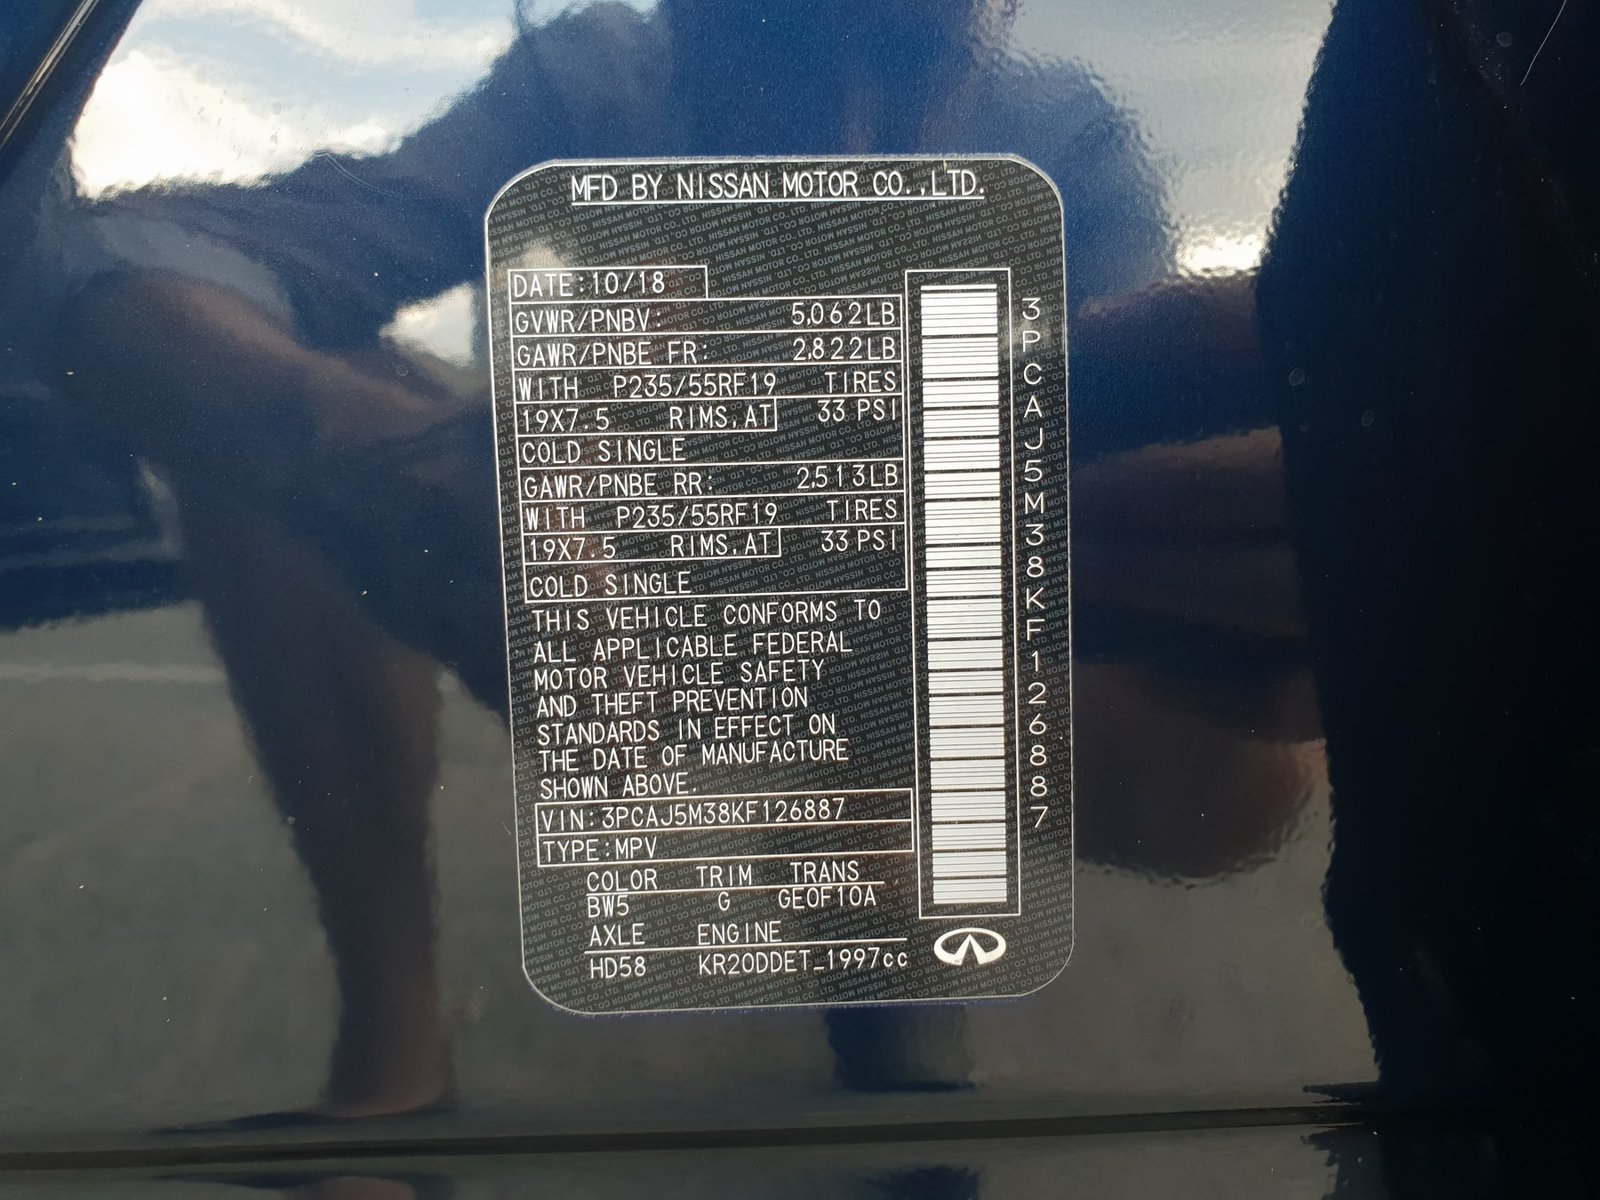 MFD BY NISSAN MOTOR CO.,LTD.
DATE:10/18
GVWR/PNBV: 5,062LB
GAWR/PNBE FR: 2,822LB
WITH P235/55RF19 TIRES
19X7.5 RIMS,AT 33 PSI
COLD SINGLE
GAWR/PNBE RR: 2,513LB
WITH P235/55RF19 TIRES
19X7.5 RIMS,AT 33 PSI
COLD SINGLE
THIS VEHICLE CONFORMS TO
ALL APPLICABLE FEDERAL
MOTOR VEHICLE SAFETY
AND THEFT PREVENTION
STANDARDS IN EFFECT ON
THE DATE OF MANUFACTURE
SHOWN ABOVE.
VIN:3PCAJ5M38KF126887
TYPE:MPV
COLOR TRIM TRANS
BW5 G GE0F10A
AXLE ENGINE
HD58 KR20DDET_1997cc
3PCAJ5M38KF126887